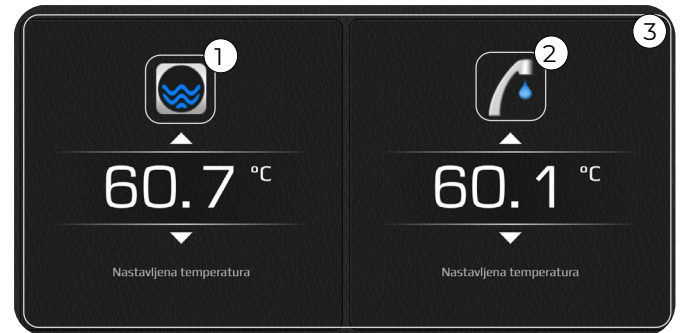 1
2
3
60.7 °C
60.1 °C
Nastavljena temperatura
Nastavljena temperatura